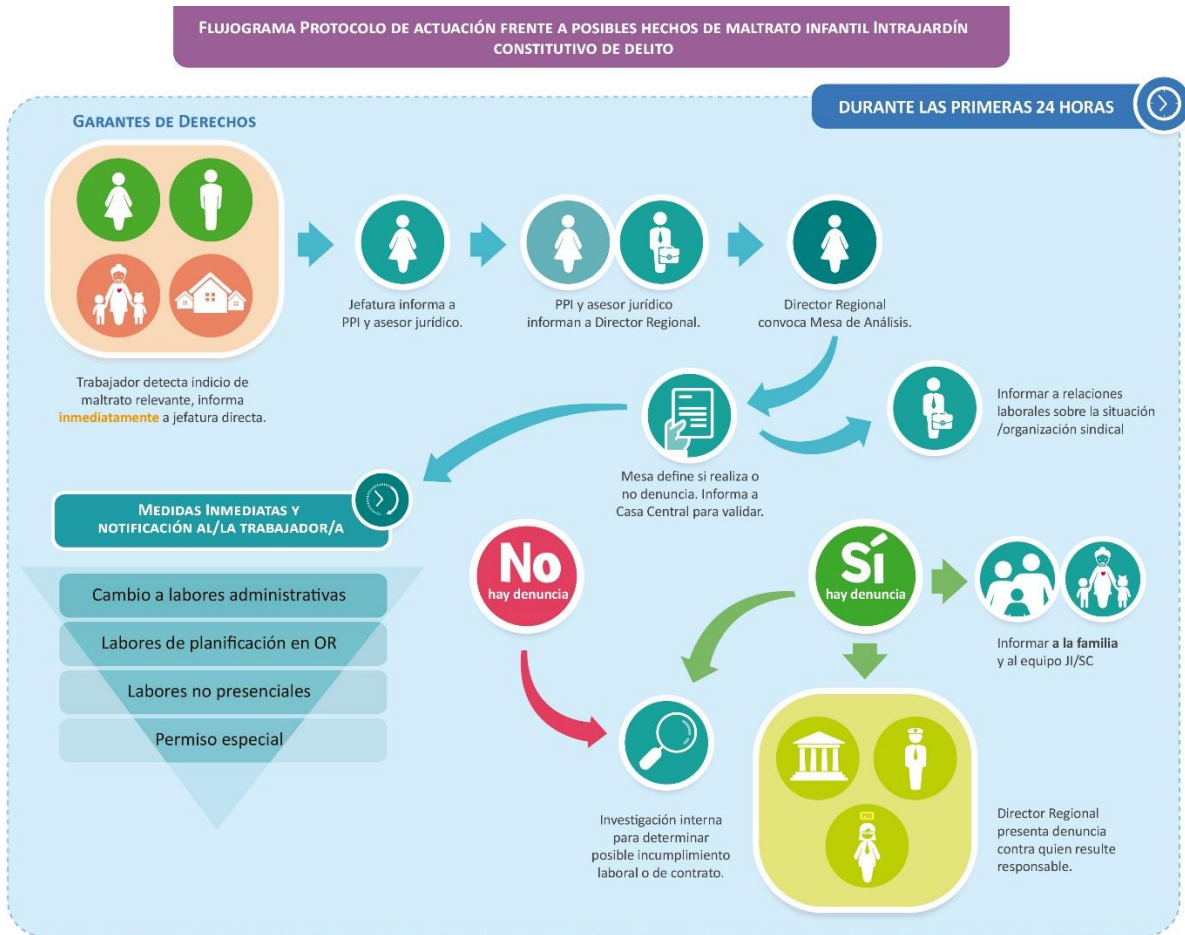 FLUJOGRAMA PROTOCOLO DE ACTUACIÓN FRENTE A POSIBLES HECHOS DE MALTRATO INFANTIL INTRAJARDÍN
CONSTITUTIVO DE DELITO
DURANTE LAS PRIMERAS 24 HORAS
GARANTES DE DERECHOS
Trabajador detecta indicio de
maltrato relevante, informa
inmediatamente a jefatura directa.
Jefatura informa a
PPI y asesor jurídico.
PPI y asesor jurídico
informan a Director Regional.
Director Regional
convoca Mesa de Análisis.
Informar a relaciones
laborales sobre la situación
/organización sindical
Mesa define si realiza o
no denuncia. Informa a
Casa Central para validar.
MEDIDAS INMEDIATAS Y
NOTIFICACIÓN AL/LA TRABAJADOR/A
Cambio a labores administrativas
Labores de planificación en OR
Labores no presenciales
Permiso especial
No
hay denuncia
Sí
hay denuncia
Informar a la familia
y al equipo JI/SC
Investigación interna
para determinar
posible incumplimiento
laboral o de contrato.
PDI
Director Regional
presenta denuncia
contra quien resulte
responsable.